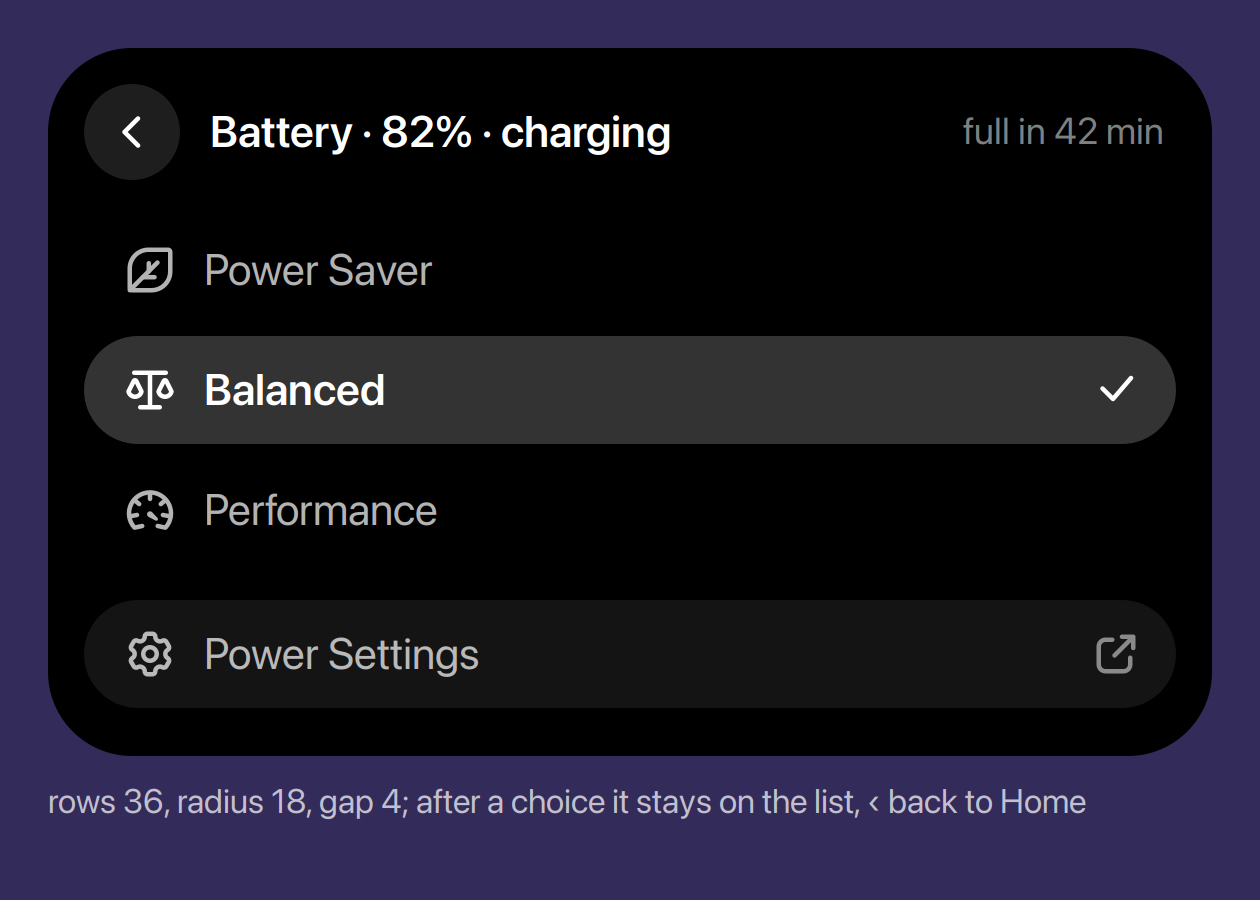 Battery · 82% · charging
full in 42 min
Power Saver
Balanced
Performance
Power Settings
rows 36, radius 18, gap 4; after a choice it stays on the list, ‹ back to Home